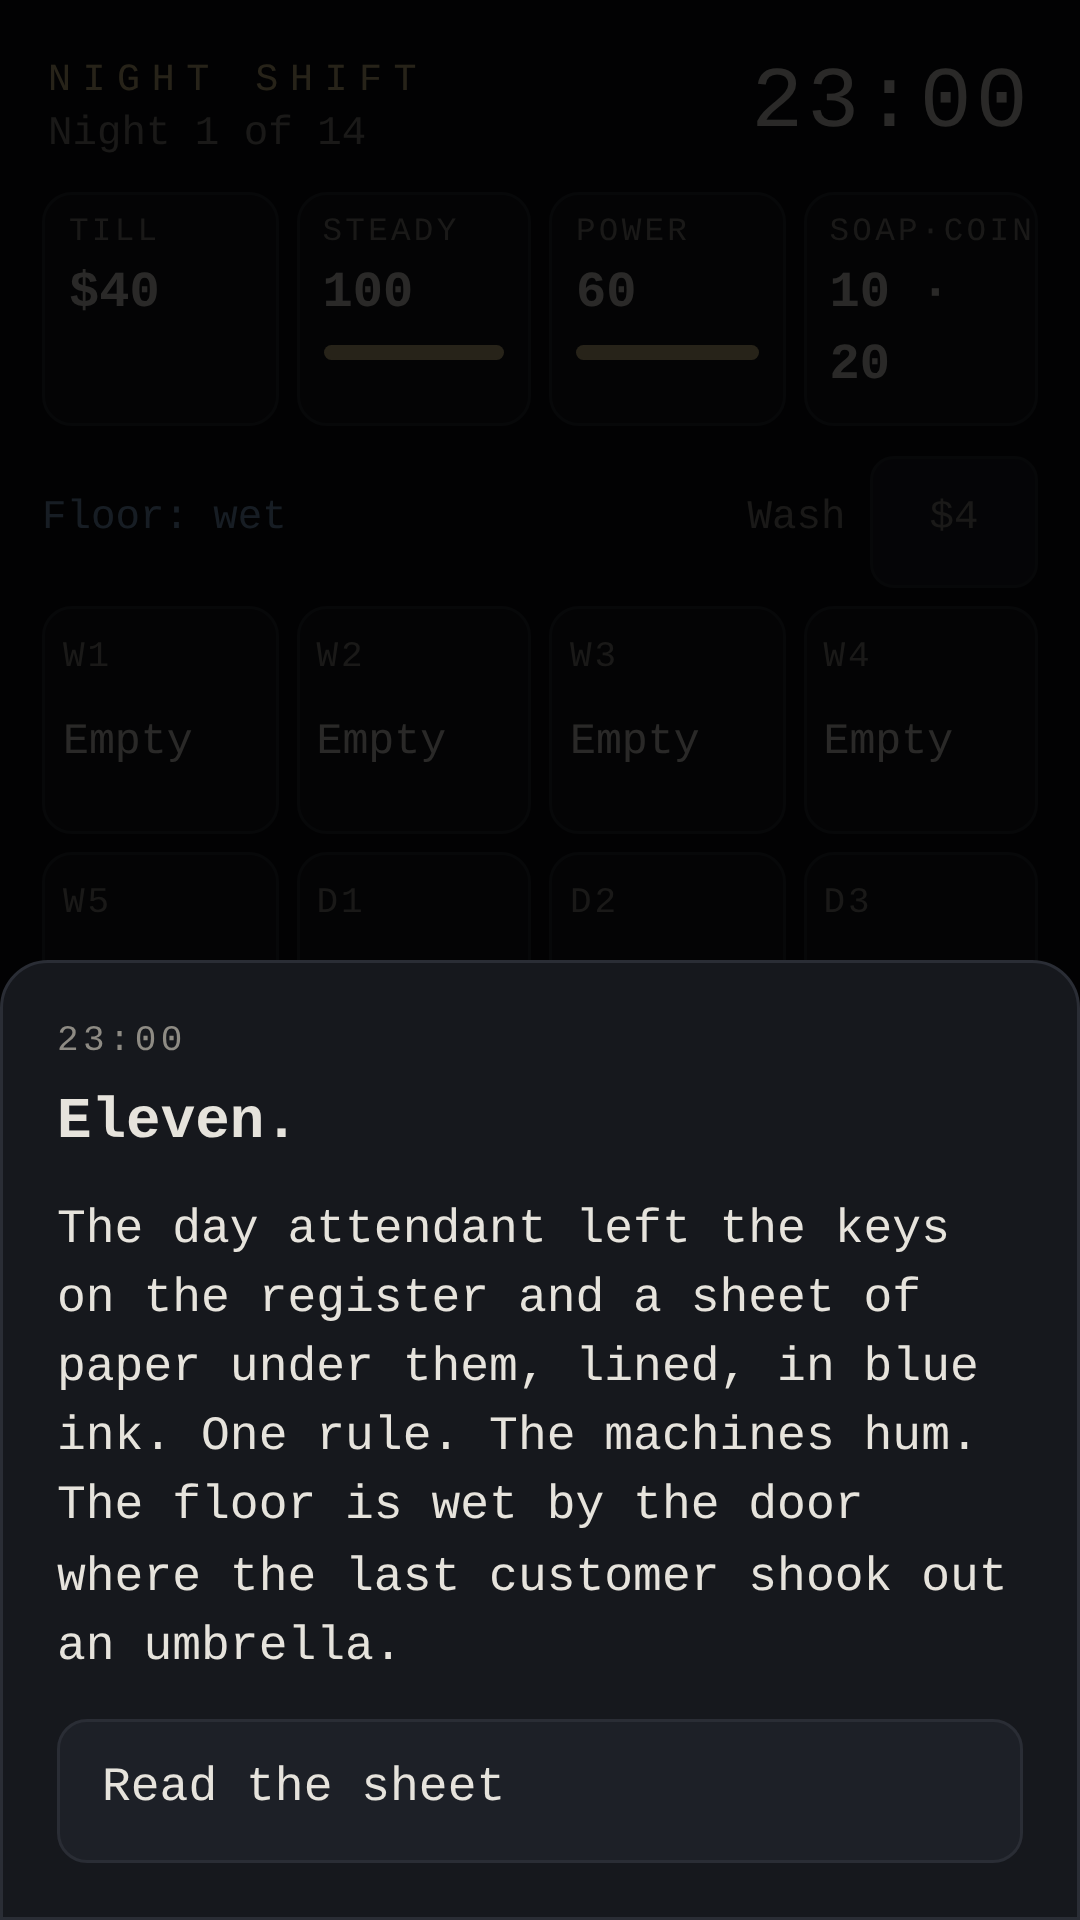 NIGHT SHIFT
23:00
Night 1 of 14
TILL
STEADY
POWER
SOAP·COIN
$40
100
60
10 ·
20
Floor: wet
Wash
$4
W1
W2
W3
W4
Empty
Empty
Empty
Empty
W5
D1
D2
D3
23:00
Eleven.
The day attendant left the keys
on the register and a sheet of
paper under them, lined, in blue
ink. One rule. The machines hum.
The floor is wet by the door
where the last customer shook out
an umbrella.
Read the sheet